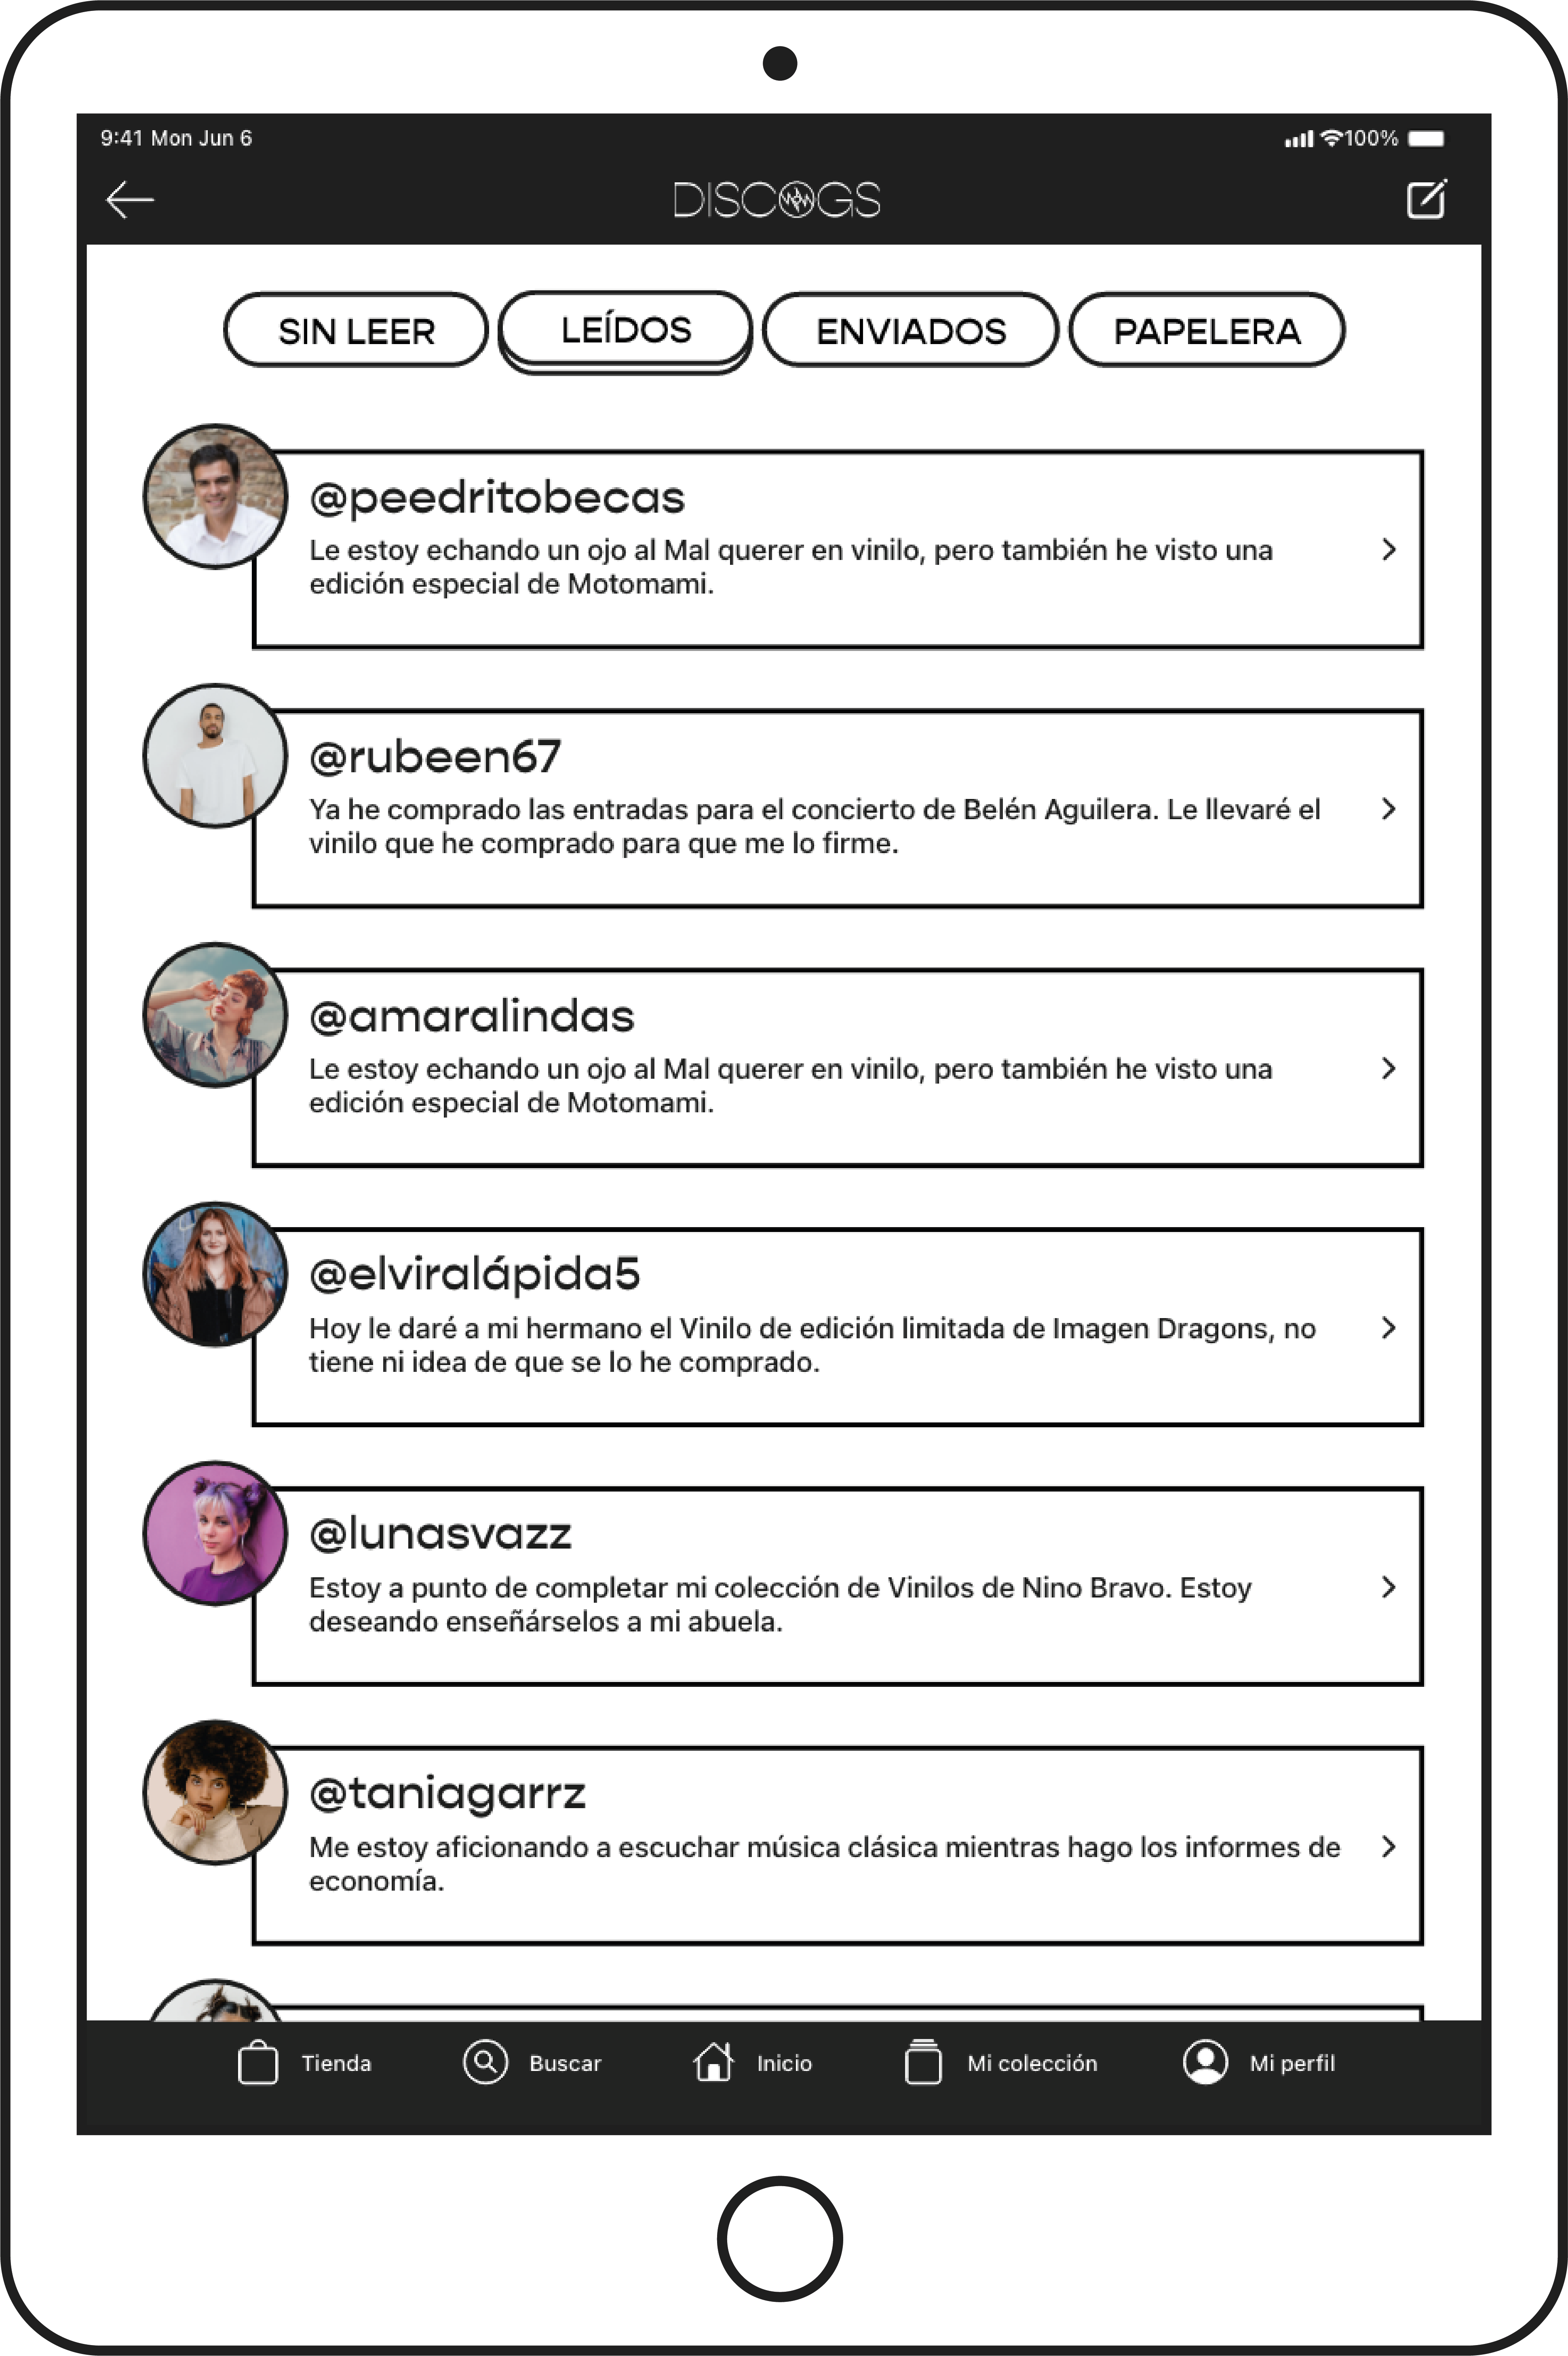 9:41 Mon Jun 6
100%
DISCOGS
SIN LEER
LEÍDOS
ENVIADOS
PAPELERA
@peedritobecas
Le estoy echando un ojo al Mal querer en vinilo, pero también he visto una
edición especial de Motomami.
@rubeen67
Ya he comprado las entradas para el concierto de Belén Aguilera. Le llevaré el
vinilo que he comprado para que me lo firme.
@amaralindas
Le estoy echando un ojo al Mal querer en vinilo, pero también he visto una
edición especial de Motomami.
@elviralápida5
Hoy le daré a mi hermano el Vinilo de edición limitada de Imagen Dragons, no
tiene ni idea de que se lo he comprado.
@lunasvazz
Estoy a punto de completar mi colección de Vinilos de Nino Bravo. Estoy
deseando enseñárselos a mi abuela.
@taniagarrz
Me estoy aficionando a escuchar música clásica mientras hago los informes de
economía.
Tienda
Buscar
Inicio
Mi colección
Mi perfil